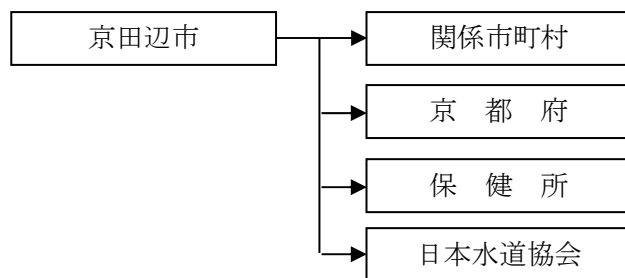 京田辺市
関係市町村
京　都　府
保　健　所
日本水道協会